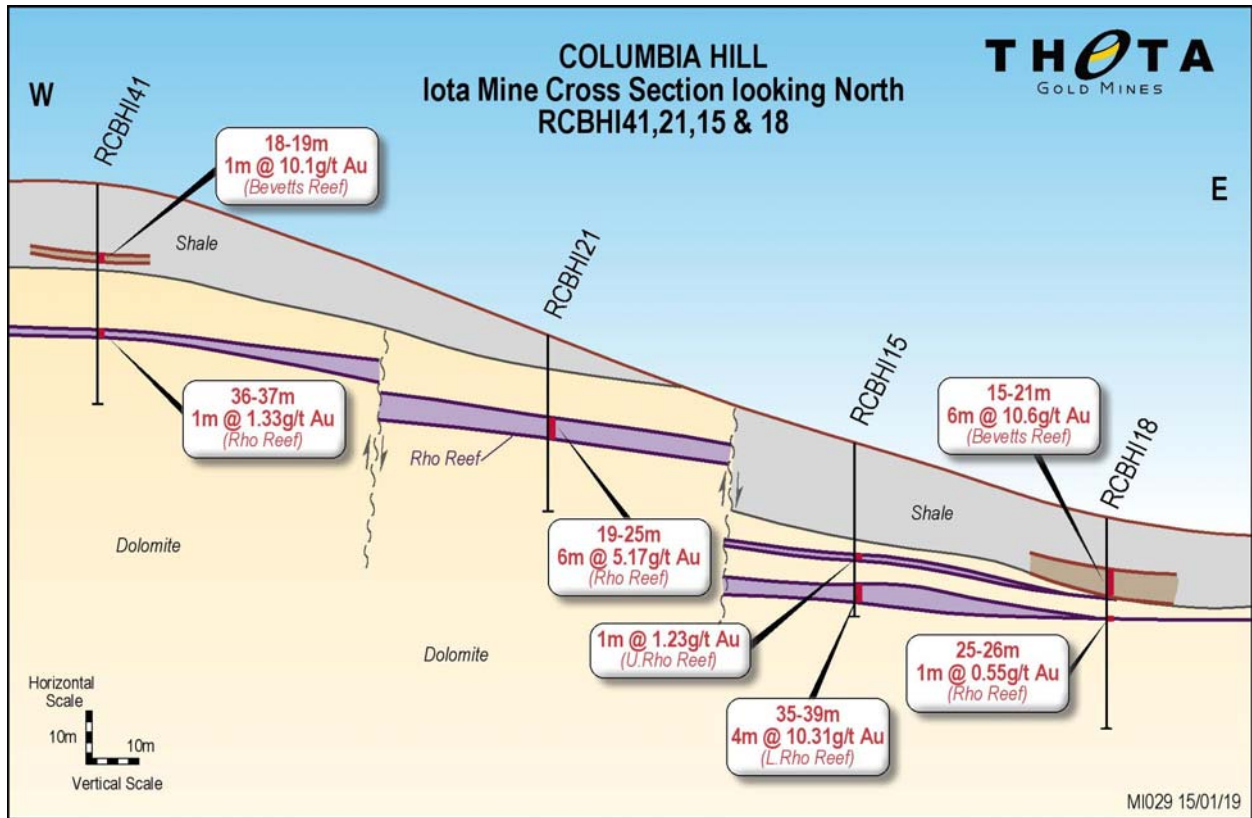 COLUMBIA HILL
Iota Mine Cross Section looking North
RCBHI41,21,15 & 18
THETA
GOLD MINES
W
E
RCBHI41
18-19m
1m @ 10.1g/t Au
(Bevetts Reef)
Shale
RCBHI21
36-37m
1m @ 1.33g/t Au
(Rho Reef)
Rho Reef
RCBHI15
15-21m
6m @ 10.6g/t Au
(Bevetts Reef)
RCBHI18
Shale
Dolomite
19-25m
6m @ 5.17g/t Au
(Rho Reef)
Dolomite
1m @ 1.23g/t Au
(U.Rho Reef)
25-26m
1m @ 0.55g/t Au
(Rho Reef)
35-39m
4m @ 10.31g/t Au
(L.Rho Reef)
Horizontal
Scale
10m
10m
Vertical Scale
MI029 15/01/19